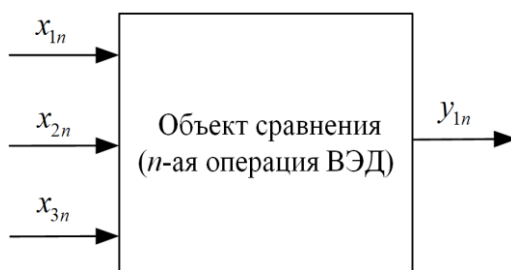 x1n
x2n
x3n
Объект сравнения
(n-ая операция ВЭД)
y1n